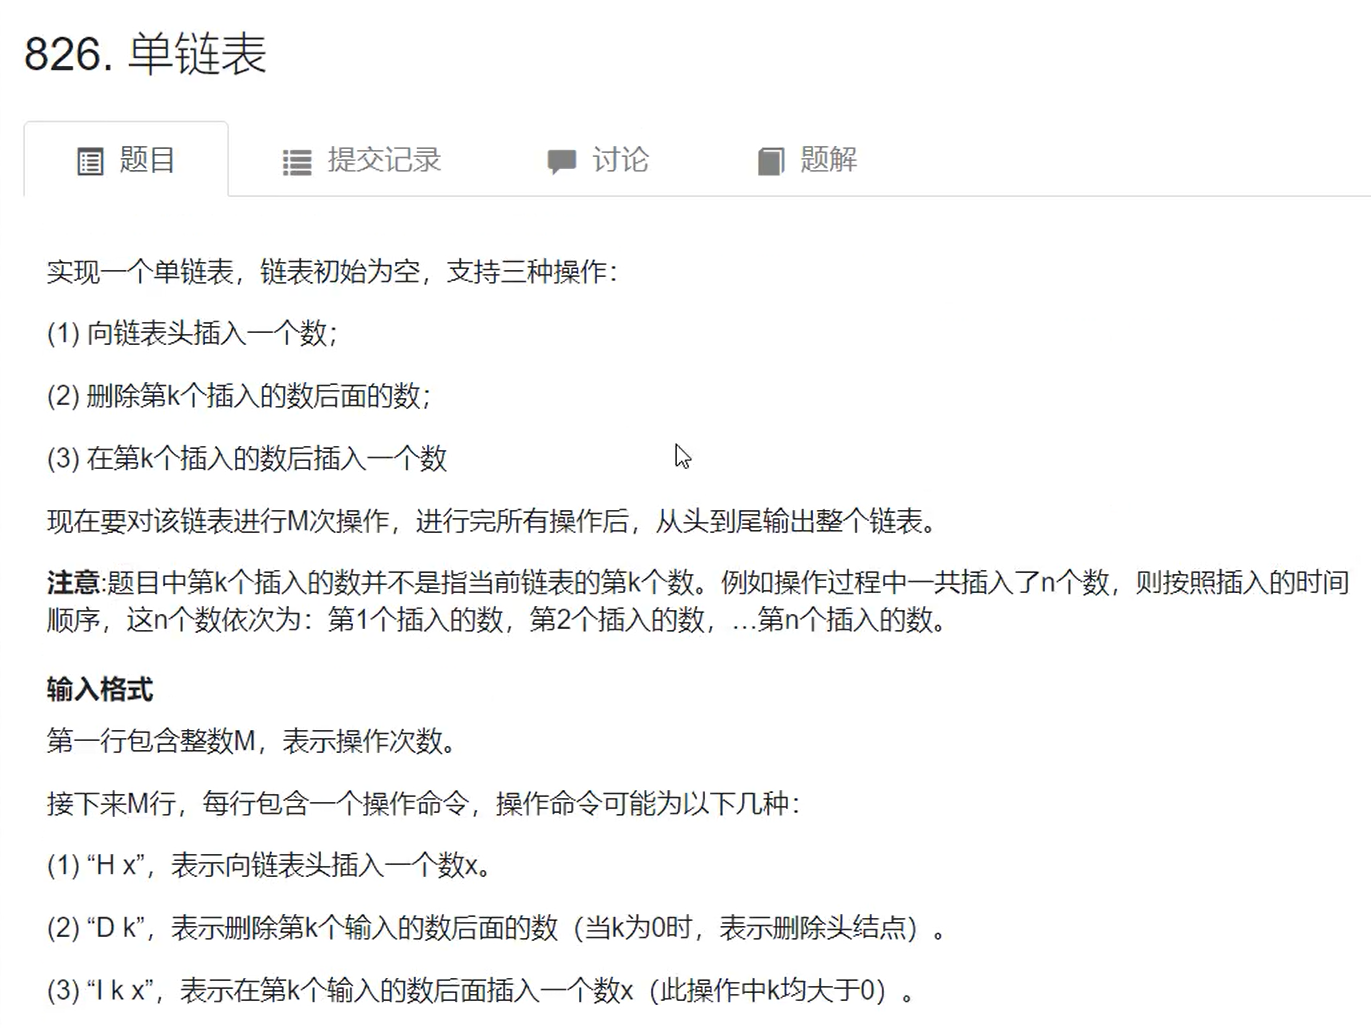 826. 单链表
题目 提交记录 讨论 题解
实现一个单链表，链表初始为空，支持三种操作：
(1) 向链表头插入一个数；
(2) 删除第k个插入的数后面的数；
(3) 在第k个插入的数后插入一个数
现在要对该链表进行M次操作，进行完所有操作后，从头到尾输出整个链表。
注意:题目中第k个插入的数并不是指当前链表的第k个数。例如操作过程中一共插入了n个数，则按照插入的时间
顺序，这n个数依次为：第1个插入的数，第2个插入的数，…第n个插入的数。
输入格式
第一行包含整数M，表示操作次数。
接下来M行，每行包含一个操作命令，操作命令可能为以下几种：
(1) “H x”，表示向链表头插入一个数x。
(2) “D k”，表示删除第k个输入的数后面的数（当k为0时，表示删除头结点）。
(3) “I k x”，表示在第k个输入的数后面插入一个数x（此操作中k均大于0）。